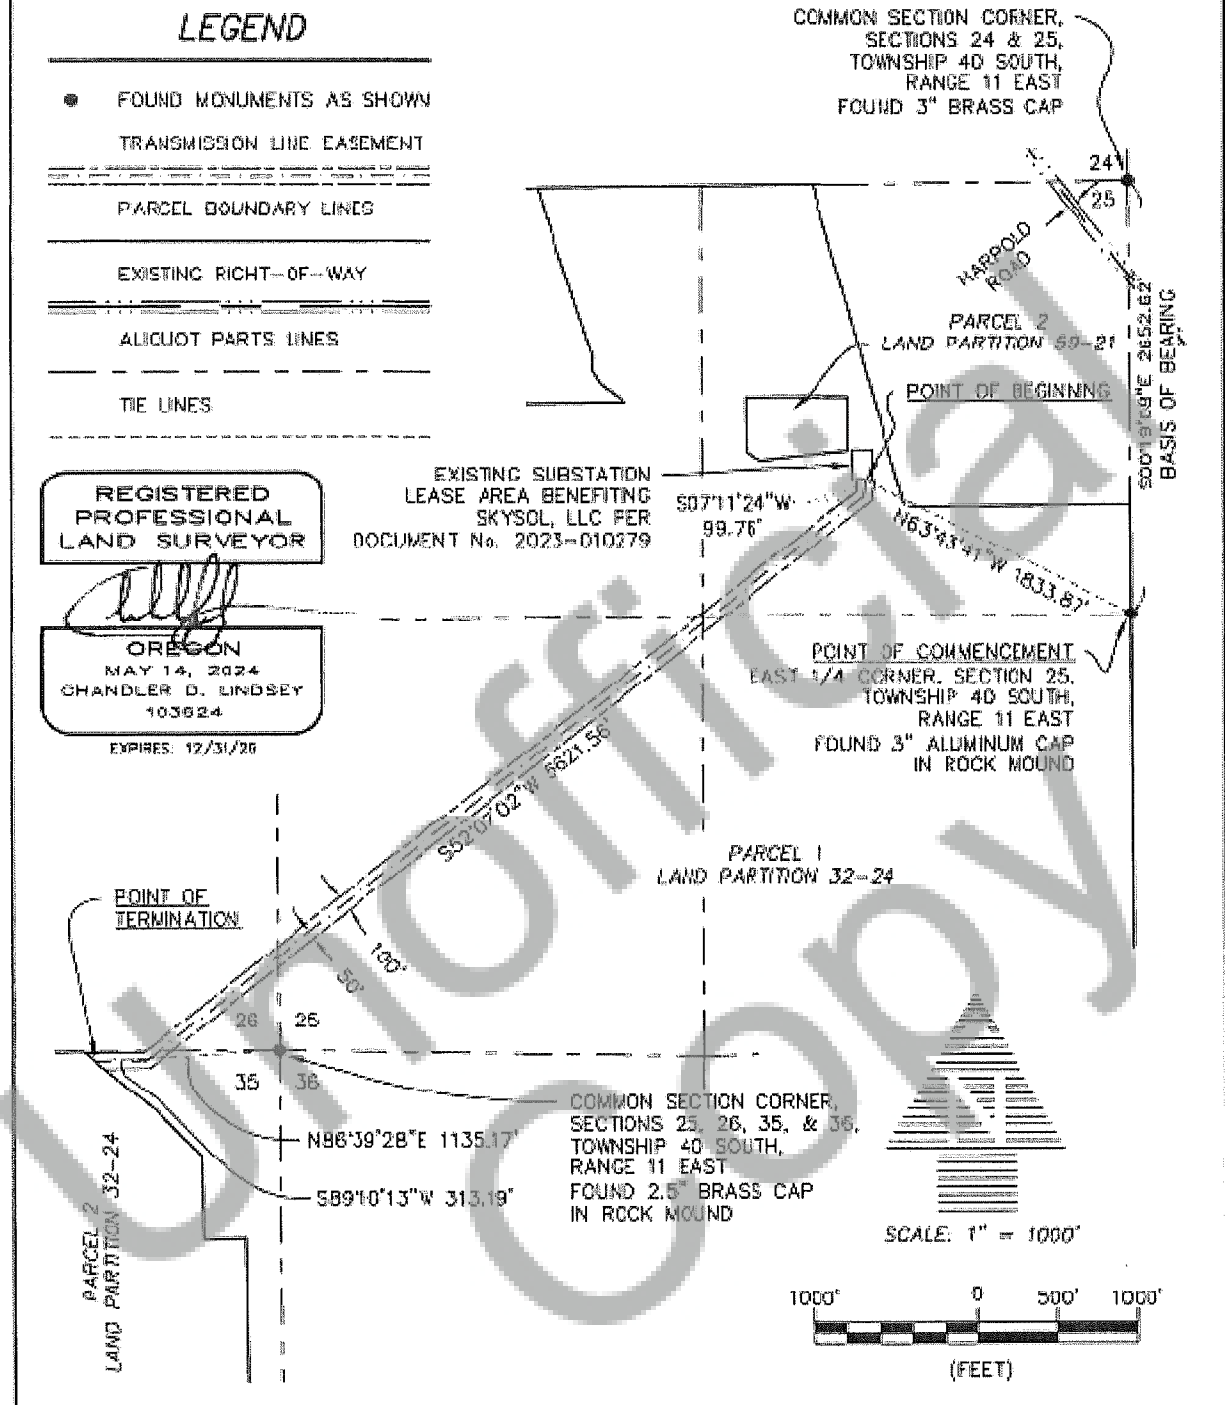 LEGEND
FOUND MONUMENTS AS SHOWN
TRANSMISSION LINE EASEMENT
PARCEL BOUNDARY LINES
EXISTING RIGHT-OF-WAY
ALICUOT PARTS LINES
TIE LINES
REGISTERED
PROFESSIONAL
LAND SURVEYOR
OREGON
MAY 14, 2024
CHANDLER D. LINDSEY
103624
EXPIRES: 12/31/26
COMMON SECTION CORNER,
SECTIONS 24 & 25,
TOWNSHIP 40 SOUTH,
RANGE 11 EAST
FOUND 3" BRASS CAP
24
25
HARPOLD
ROAD
S00°19'09"E 2652.62'
BASIS OF BEARING
PARCEL 2
LAND PARTITION 59-21
POINT OF BEGINNING
EXISTING SUBSTATION
LEASE AREA BENEFITING
SKYSOL, LLC PER
DOCUMENT No. 2023-010279
S07°11'24"W
99.76'
N63°43'41"W 1833.87'
POINT OF COMMENCEMENT
EAST 1/4 CORNER, SECTION 25,
TOWNSHIP 40 SOUTH,
RANGE 11 EAST
FOUND 3" ALUMINUM CAP
IN ROCK MOUND
S52°07'02"W 5621.56'
PARCEL 1
LAND PARTITION 32-24
POINT OF
TERMINATION
100'
50'
26 25
35 36
N86°39'28"E 1135.17'
S89°10'13"W 313.19'
COMMON SECTION CORNER,
SECTIONS 25, 26, 35, & 36,
TOWNSHIP 40 SOUTH,
RANGE 11 EAST
FOUND 2.5" BRASS CAP
IN ROCK MOUND
PARCEL 2
LAND PARTITION 32-24
SCALE: 1" = 1000'
1000' 0 500' 1000'
(FEET)
Unofficial
Copy